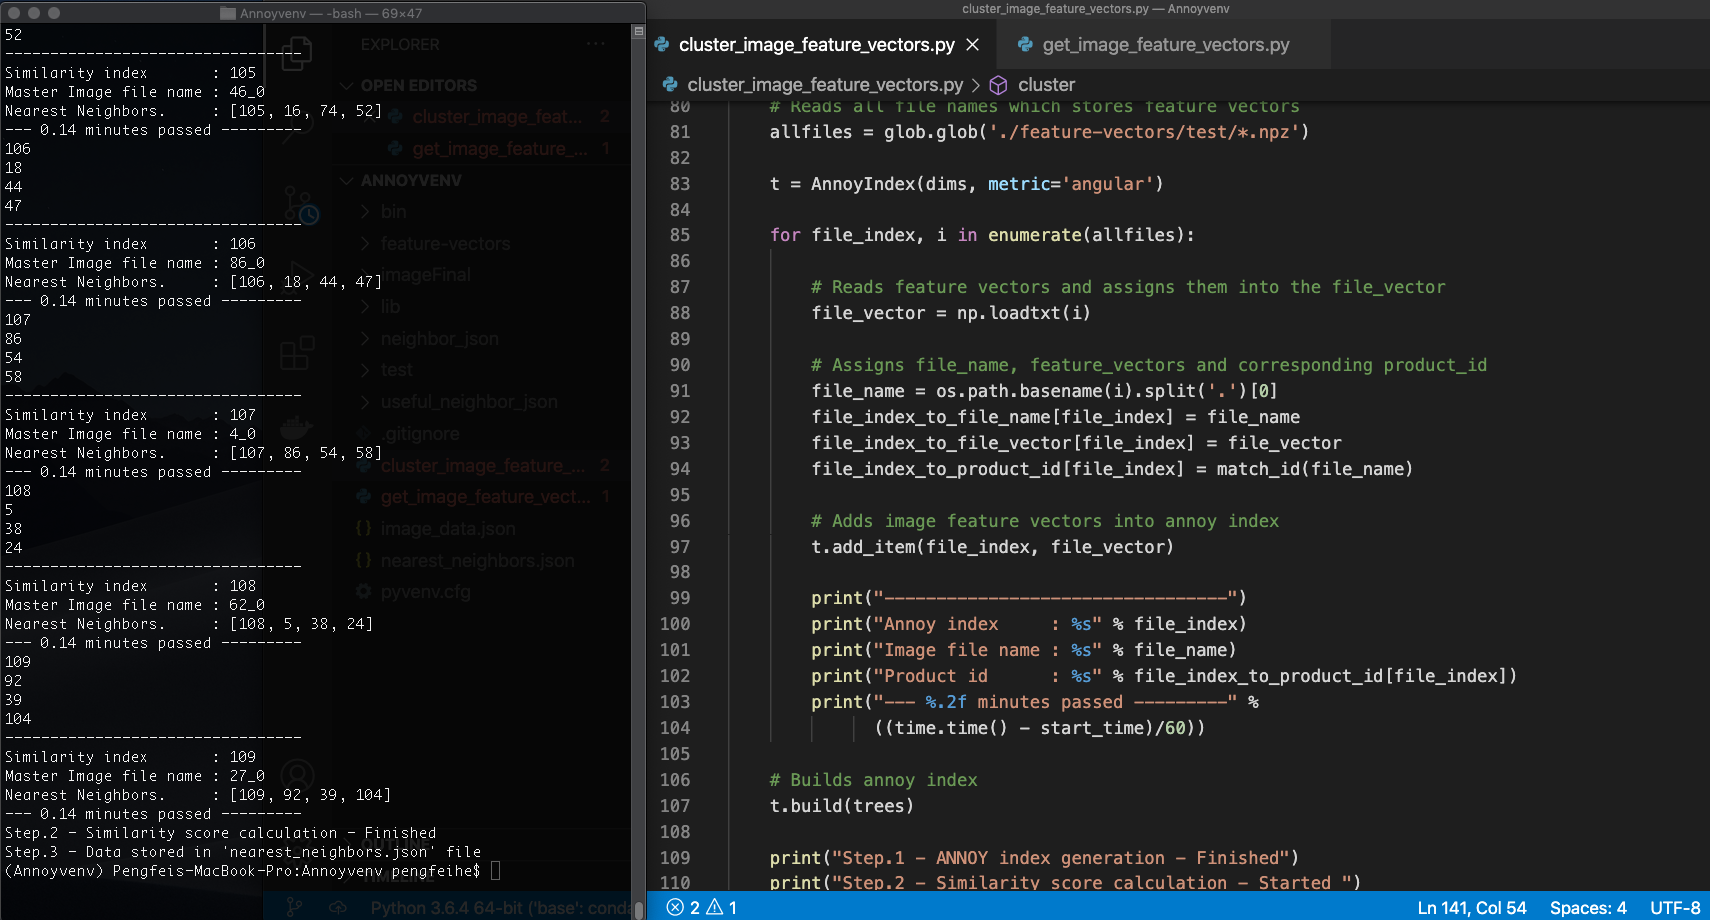 Annoyvenv — -bash — 69×47
52
---------------------------------
Similarity index       : 105
Master Image file name : 46_0
Nearest Neighbors.     : [105, 16, 74, 52]
--- 0.14 minutes passed ---------
106
18
44
47
---------------------------------
Similarity index       : 106
Master Image file name : 86_0
Nearest Neighbors.     : [106, 18, 44, 47]
--- 0.14 minutes passed ---------
107
86
54
58
---------------------------------
Similarity index       : 107
Master Image file name : 4_0
Nearest Neighbors.     : [107, 86, 54, 58]
--- 0.14 minutes passed ---------
108
5
38
24
---------------------------------
Similarity index       : 108
Master Image file name : 62_0
Nearest Neighbors.     : [108, 5, 38, 24]
--- 0.14 minutes passed ---------
109
92
39
104
---------------------------------
Similarity index       : 109
Master Image file name : 27_0
Nearest Neighbors.     : [109, 92, 39, 104]
--- 0.14 minutes passed ---------
Step.2 - Similarity score calculation - Finished
Step.3 - Data stored in 'nearest_neighbors.json' file
(Annoyvenv) Pengfeis-MacBook-Pro:Annoyvenv pengfeihe$
EXPLORER ...
OPEN EDITORS
cluster_image_feat... 2
get_image_feature_... 1
ANNOYVENV
bin
feature-vectors
imageFinal
lib
neighbor_json
test
useful_neighbor_json
.gitignore
cluster_image_feature_... 2
get_image_feature_vect... 1
{} image_data.json
{} nearest_neighbors.json
pyvenv.cfg
OUTLINE
TIMELINE
Python 3.6.4 64-bit ('base': conda
cluster_image_feature_vectors.py — Annoyvenv
cluster_image_feature_vectors.py ×
get_image_feature_vectors.py
cluster_image_feature_vectors.py > cluster
80 # Reads all file names which stores feature vectors
81 allfiles = glob.glob('./feature-vectors/test/*.npz')
82
83 t = AnnoyIndex(dims, metric='angular')
84
85 for file_index, i in enumerate(allfiles):
86
87     # Reads feature vectors and assigns them into the file_vector
88     file_vector = np.loadtxt(i)
89
90     # Assigns file_name, feature_vectors and corresponding product_id
91     file_name = os.path.basename(i).split('.')[0]
92     file_index_to_file_name[file_index] = file_name
93     file_index_to_file_vector[file_index] = file_vector
94     file_index_to_product_id[file_index] = match_id(file_name)
95
96     # Adds image feature vectors into annoy index
97     t.add_item(file_index, file_vector)
98
99     print("---------------------------------")
100     print("Annoy index     : %s" % file_index)
101     print("Image file name : %s" % file_name)
102     print("Product id      : %s" % file_index_to_product_id[file_index])
103     print("--- %.2f minutes passed ---------" %
104           ((time.time() - start_time)/60))
105
106 # Builds annoy index
107 t.build(trees)
108
109 print("Step.1 - ANNOY index generation - Finished")
110 print("Step.2 - Similarity score calculation - Started ")
2 1
Ln 141, Col 54 Spaces: 4 UTF-8